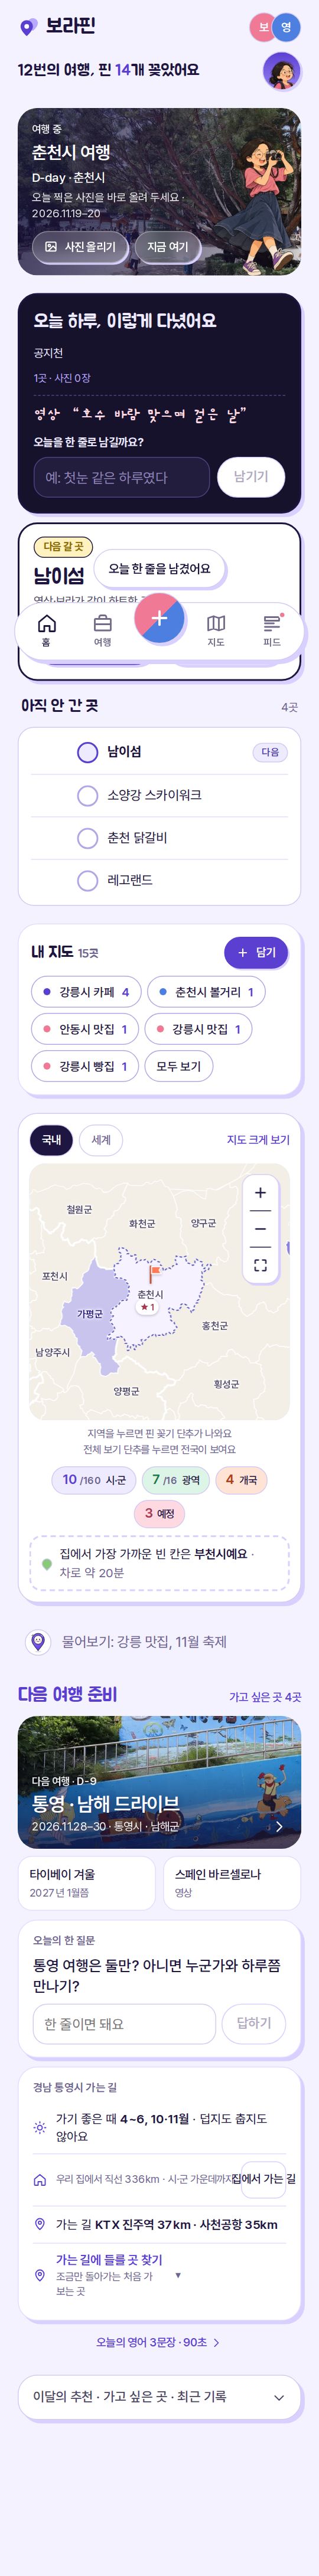 보라핀
보 영
12번의 여행, 핀 14개 꽂았어요
여행 중
춘천시 여행
D-day · 춘천시
오늘 찍은 사진을 바로 올려 두세요 ·
2026.11.19–20
사진 올리기 지금 여기
오늘 하루, 이렇게 다녔어요
공지천
1곳 · 사진 0장
영상 “호수 바람 맞으며 걸은 날”
오늘을 한 줄로 남길까요?
예: 첫눈 같은 하루였다 남기기
다음 갈 곳
남이섬
오늘 한 줄을 남겼어요
홈 여행 지도 피드
아직 안 간 곳 4곳
남이섬 다음
소양강 스카이워크
춘천 닭갈비
레고랜드
내 지도 15곳 + 담기
강릉시 카페 4 춘천시 볼거리 1
안동시 맛집 1 강릉시 맛집 1
강릉시 빵집 1 모두 보기
국내 세계 지도 크게 보기
철원군
화천군 양구군
포천시
춘천시
★ 1
가평군
홍천군
남양주시
횡성군
양평군
지역을 누르면 핀 꽂기 단추가 나와요
전체 보기 단추를 누르면 전국이 보여요
10 /160 시·군 7 /16 광역 4 개국
3 예정
집에서 가장 가까운 빈 칸은 부천시예요 ·
차로 약 20분
물어보기: 강릉 맛집, 11월 축제
다음 여행 준비 가고 싶은 곳 4곳
다음 여행 · D-9
통영 · 남해 드라이브
2026.11.28–30 · 통영시 · 남해군
타이베이 겨울
2027년 1월쯤
스페인 바르셀로나
영상
오늘의 한 질문
통영 여행은 둘만? 아니면 누군가와 하루쯤
만나기?
한 줄이면 돼요 답하기
경남 통영시 가는 길
가기 좋은 때 4~6, 10·11월 · 덥지도 춥지도
않아요
우리 집에서 직선 336km · 시·군 가운데까지 집에서 가는 길
가는 길 KTX 진주역 37km · 사천공항 35km
가는 길에 들를 곳 찾기
조금만 돌아가는 처음 가
보는 곳
▼
오늘의 영어 3문장 · 90초
이달의 추천 · 가고 싶은 곳 · 최근 기록